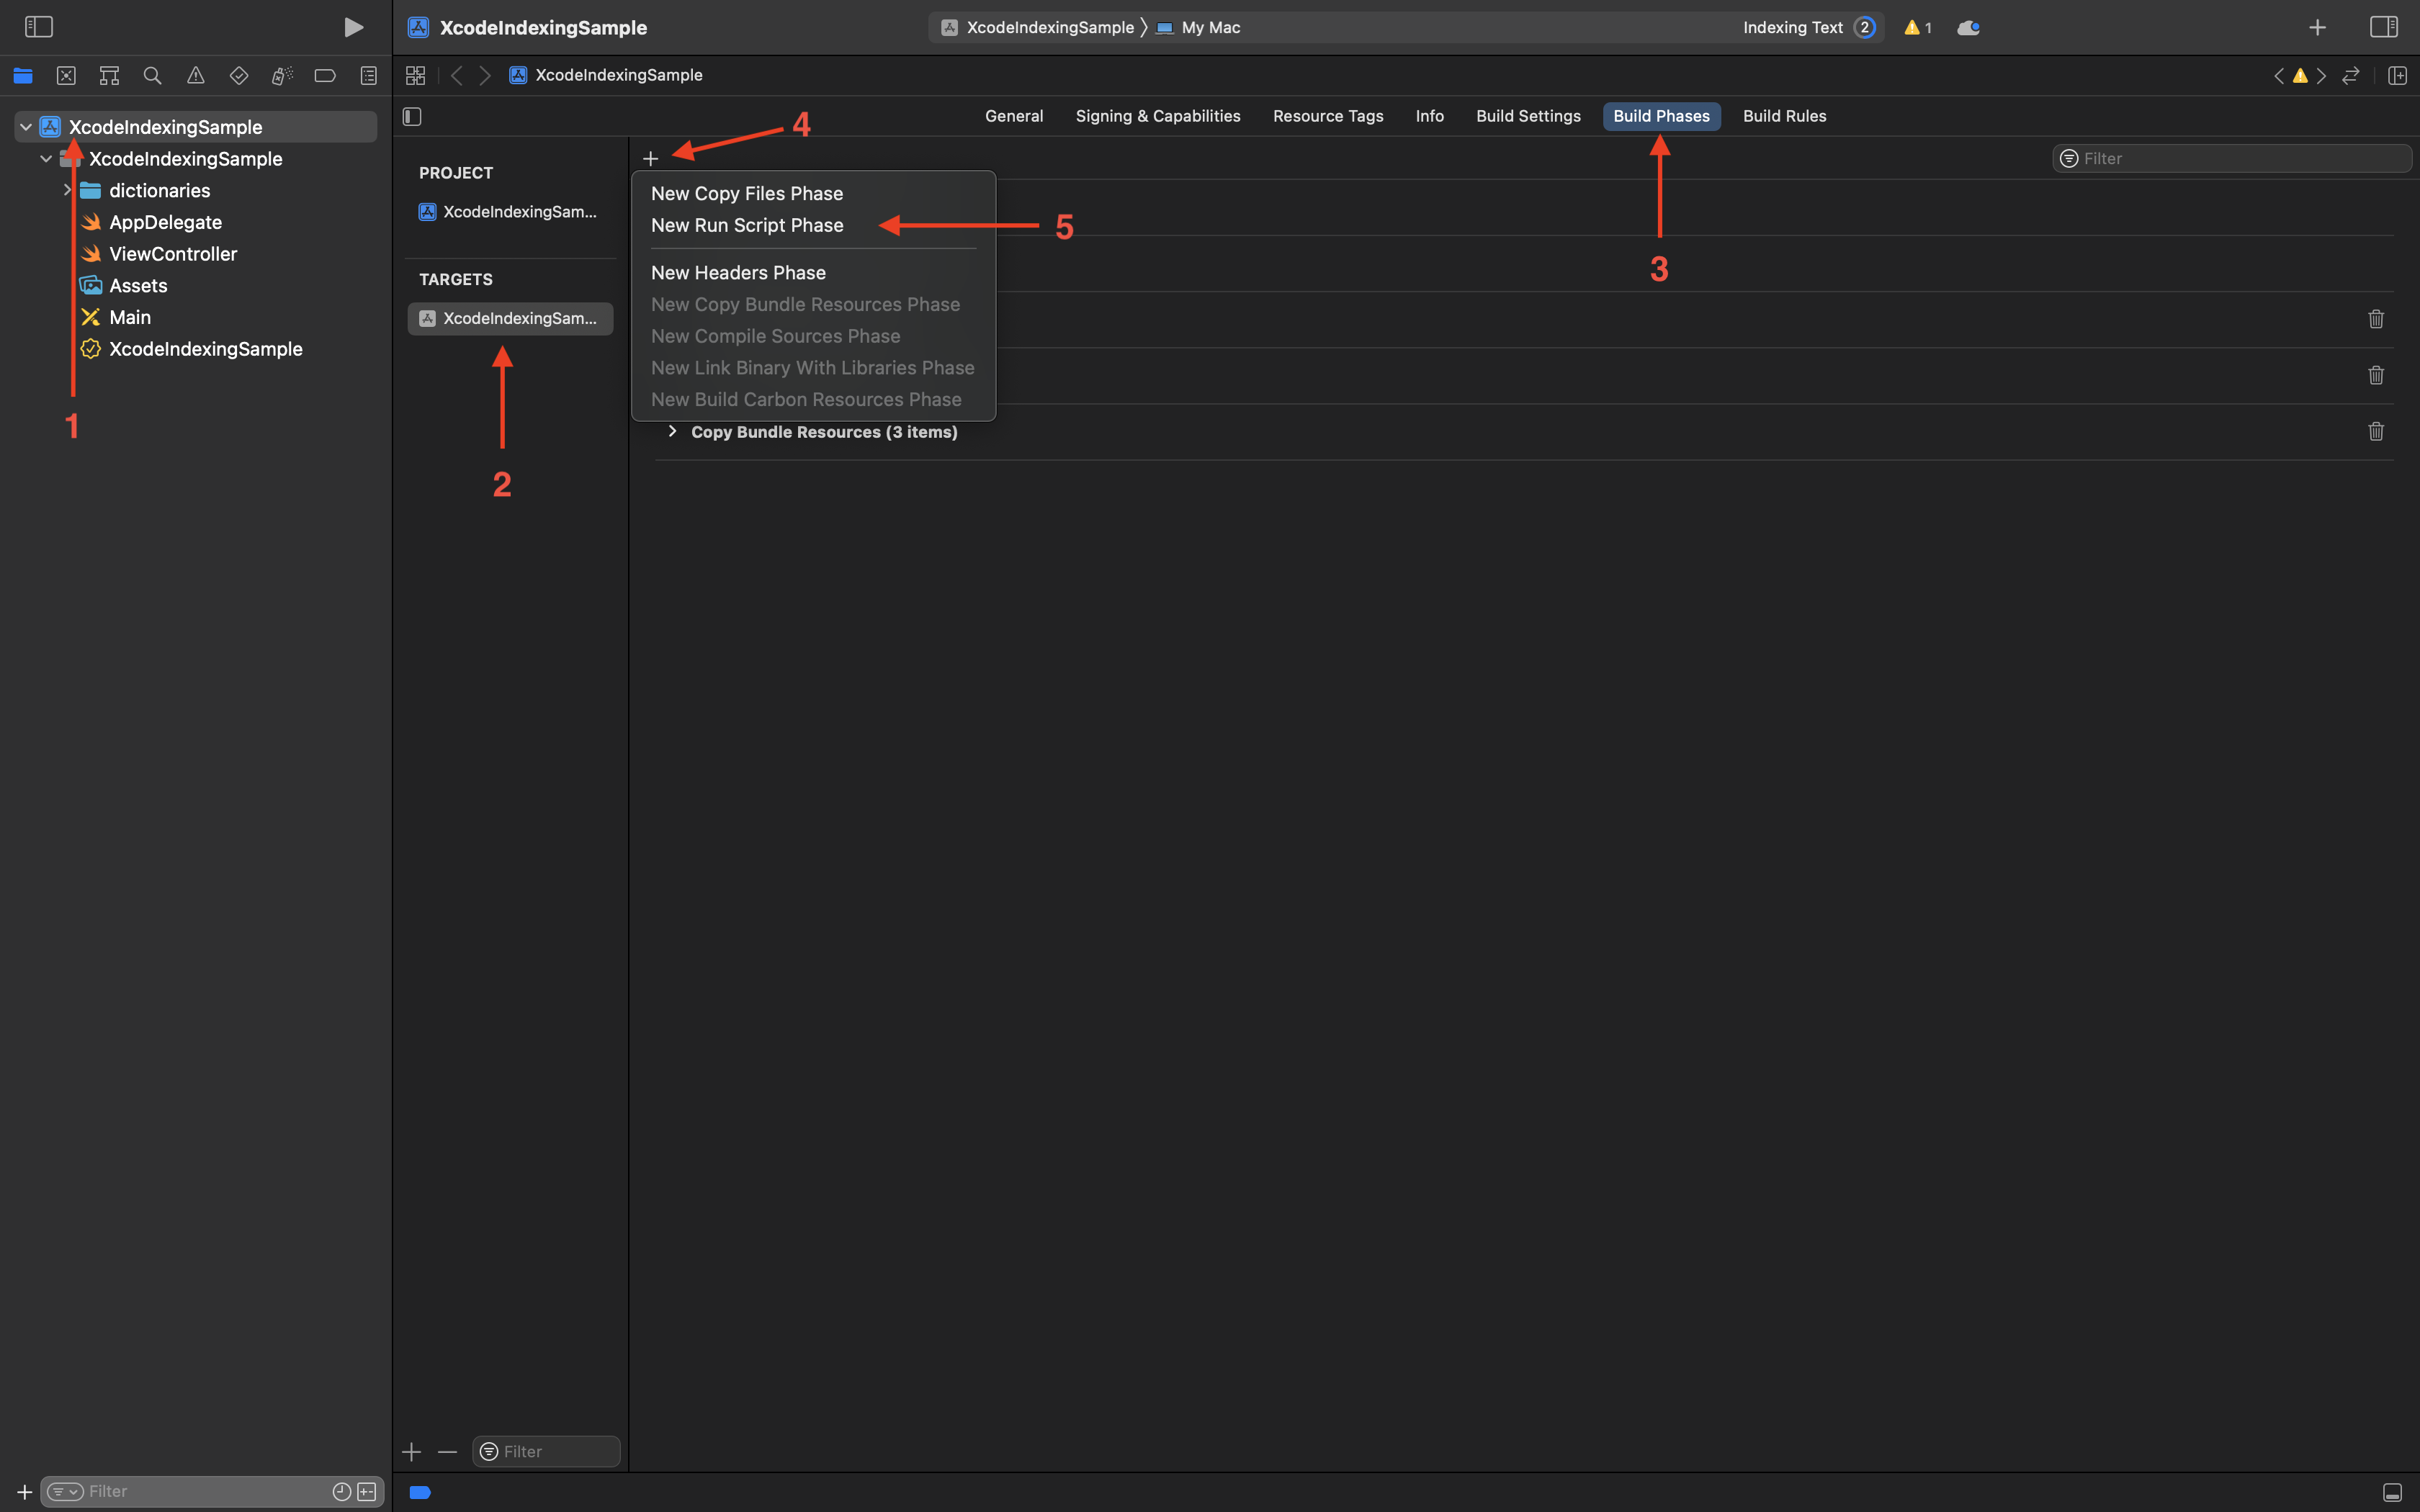 XcodeIndexingSample
XcodeIndexingSample
My Mac
Indexing Text
2
1
XcodeIndexingSample
General
Signing & Capabilities
Resource Tags
Info
Build Settings
Build Phases
Build Rules
XcodeIndexingSample
XcodeIndexingSample
dictionaries
AppDelegate
ViewController
Assets
Main
XcodeIndexingSample
1
PROJECT
XcodeIndexingSam...
TARGETS
XcodeIndexingSam...
2
4
Filter
New Copy Files Phase
New Run Script Phase
5
3
New Headers Phase
New Copy Bundle Resources Phase
New Compile Sources Phase
New Link Binary With Libraries Phase
New Build Carbon Resources Phase
Copy Bundle Resources (3 items)
Filter
Filter